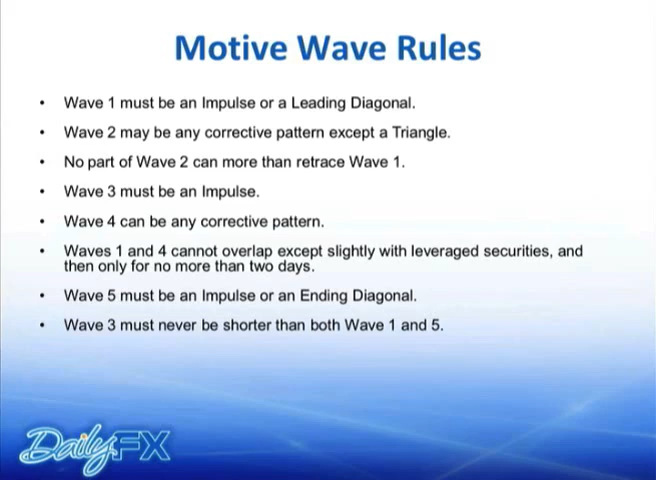 Motive Wave Rules
• Wave 1 must be an Impulse or a Leading Diagonal.
• Wave 2 may be any corrective pattern except a Triangle.
• No part of Wave 2 can more than retrace Wave 1.
• Wave 3 must be an Impulse.
• Wave 4 can be any corrective pattern.
• Waves 1 and 4 cannot overlap except slightly with leveraged securities, and
then only for no more than two days.
• Wave 5 must be an Impulse or an Ending Diagonal.
• Wave 3 must never be shorter than both Wave 1 and 5.
DailyFX